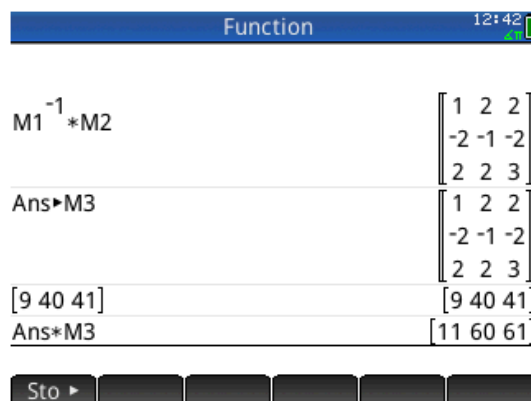 Function 12:42
∠π
M1⁻¹*M2
[1 2 2
-2 -1 -2
2 2 3]
Ans▶M3
[1 2 2
-2 -1 -2
2 2 3]
[9 40 41] [9 40 41]
Ans*M3 [11 60 61]
Sto ▶